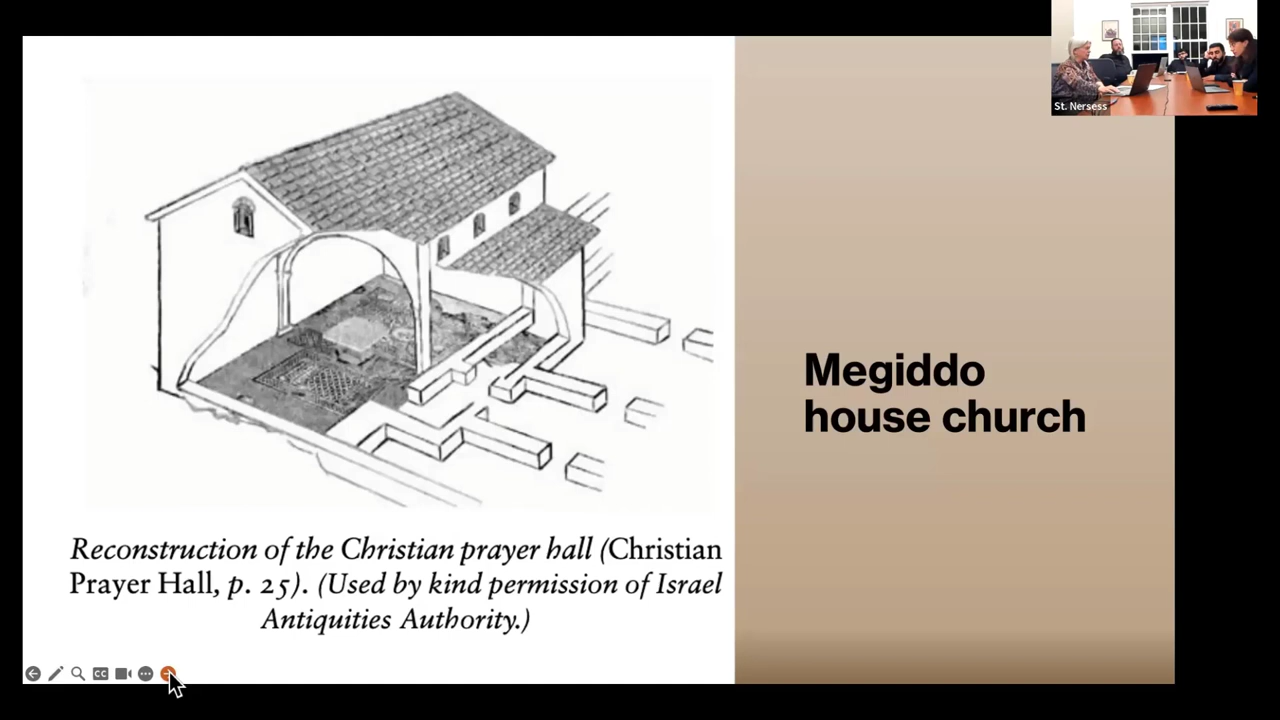 St. Nersess
Megiddo
house church
Reconstruction of the Christian prayer hall (Christian
Prayer Hall, p. 25). (Used by kind permission of Israel
Antiquities Authority.)
CC